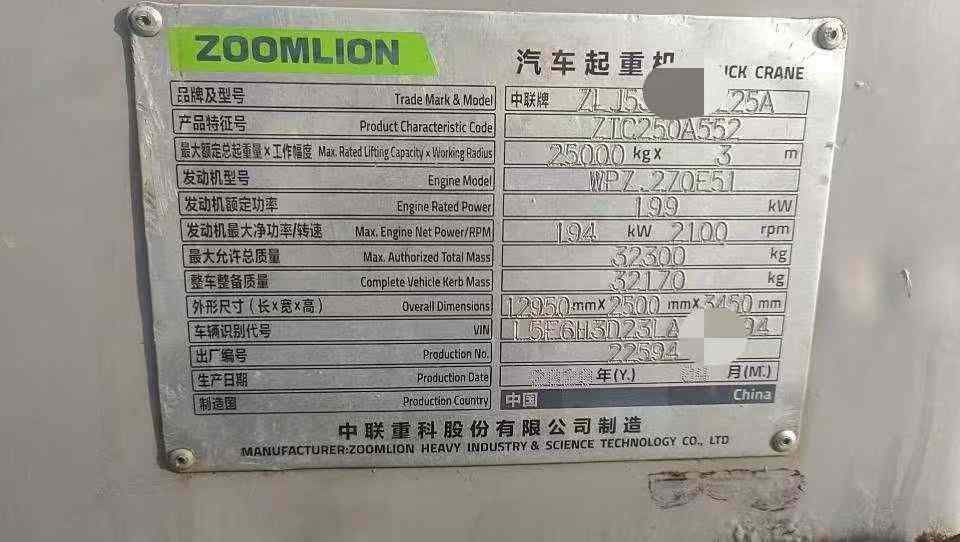 ZOOMLION 汽车起重机 UCK CRANE
品牌及型号 Trade Mark & Model 中联牌 ZLJ53 25A
产品特征号 Product Characteristic Code ZTC250A552
最大额定总起重量×工作幅度 Max. Rated Lifting Capacity x Working Radius 25000 kg X 3 m
发动机型号 Engine Model WP7.270E51
发动机额定功率 Engine Rated Power 199 kW
发动机最大净功率/转速 Max. Engine Net Power/RPM 194 kW 2100 rpm
最大允许总质量 Max. Authorized Total Mass 32300 kg
整车整备质量 Complete Vehicle Kerb Mass 32170 kg
外形尺寸(长×宽×高) Overall Dimensions 12950 mm X 2500 mm X 3450 mm
车辆识别代号 VIN L5E6H3D23LA 94
出厂编号 Production No. 22594
生产日期 Production Date 年(Y.) 月(M.)
制造国 Production Country 中国 China
中联重科股份有限公司制造
MANUFACTURER:ZOOMLION HEAVY INDUSTRY & SCIENCE TECHNOLOGY CO., LTD